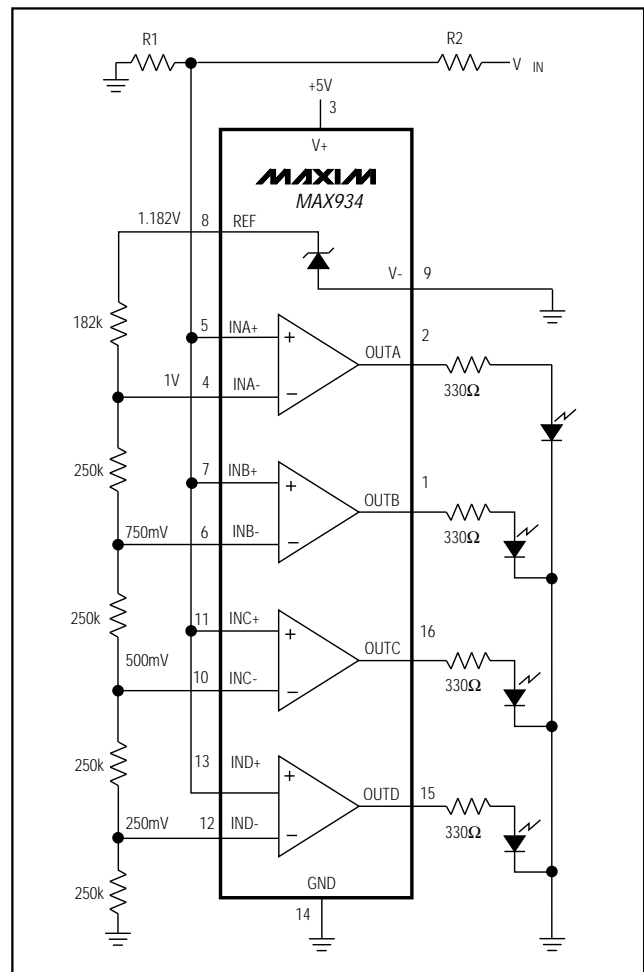 R1
R2
V IN
+5V
3
V+
MAXIM
MAX934
1.182V
8
REF
V-
9
182k
5
INA+
+
OUTA
2
1V
4
INA-
−
330Ω
250k
7
INB+
+
OUTB
1
750mV
6
INB-
−
330Ω
250k
11
INC+
+
OUTC
16
500mV
10
INC-
−
330Ω
250k
13
IND+
+
OUTD
15
250mV
12
IND-
−
330Ω
250k
GND
14